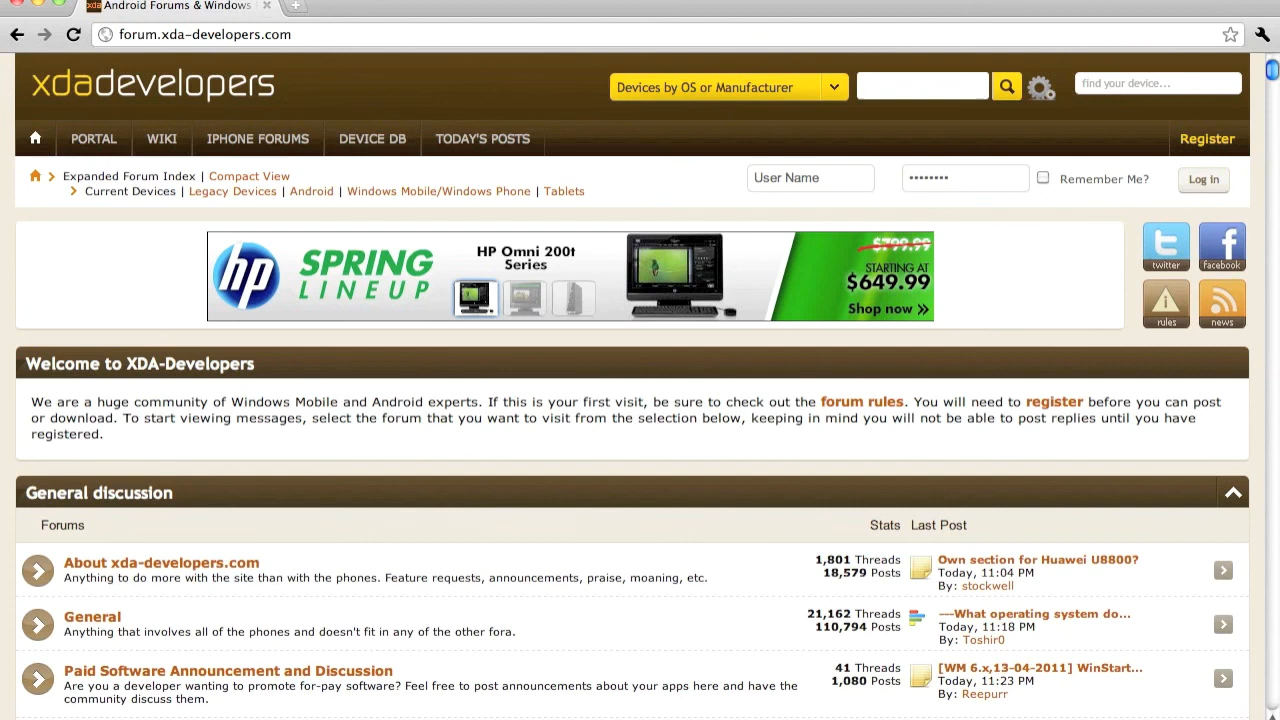 xda Android Forums & Windows
forum.xda-developers.com
xdadevelopers
Devices by OS or Manufacturer
find your device...
PORTAL WIKI IPHONE FORUMS DEVICE DB TODAY'S POSTS Register
Expanded Forum Index | Compact View
Current Devices | Legacy Devices | Android | Windows Mobile/Windows Phone | Tablets
User Name
••••••••
Remember Me?
Log in
hp
SPRING
LINEUP
HP Omni 200t
Series
$799.99
STARTING AT
$649.99
Shop now »
twitter
facebook
rules
news
Welcome to XDA-Developers
We are a huge community of Windows Mobile and Android experts. If this is your first visit, be sure to check out the forum rules. You will need to register before you can post
or download. To start viewing messages, select the forum that you want to visit from the selection below, keeping in mind you will not be able to post replies until you have
registered.
General discussion
Forums Stats Last Post
About xda-developers.com
Anything to do more with the site than with the phones. Feature requests, announcements, praise, moaning, etc.
1,801 Threads
18,579 Posts
Own section for Huawei U8800?
Today, 11:04 PM
By: stockwell
General
Anything that involves all of the phones and doesn't fit in any of the other fora.
21,162 Threads
110,794 Posts
---What operating system do...
Today, 11:18 PM
By: Toshir0
Paid Software Announcement and Discussion
Are you a developer wanting to promote for-pay software? Feel free to post announcements about your apps here and have the
community discuss them.
41 Threads
1,080 Posts
[WM 6.x,13-04-2011] WinStart...
Today, 11:23 PM
By: Reepurr